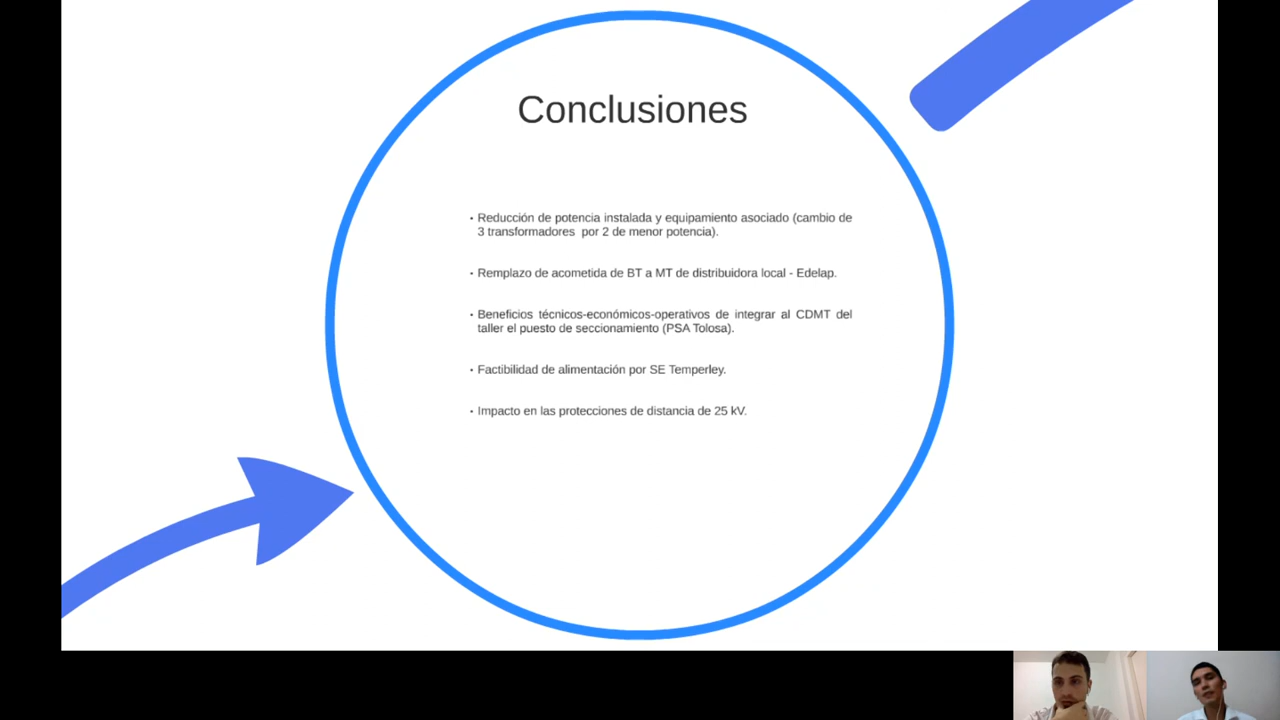 Conclusiones
• Reducción de potencia instalada y equipamiento asociado (cambio de
3 transformadores por 2 de menor potencia).
• Remplazo de acometida de BT a MT de distribuidora local - Edelap.
• Beneficios técnicos-económicos-operativos de integrar al CDMT del
taller el puesto de seccionamiento (PSA Tolosa).
• Factibilidad de alimentación por SE Temperley.
• Impacto en las protecciones de distancia de 25 kV.